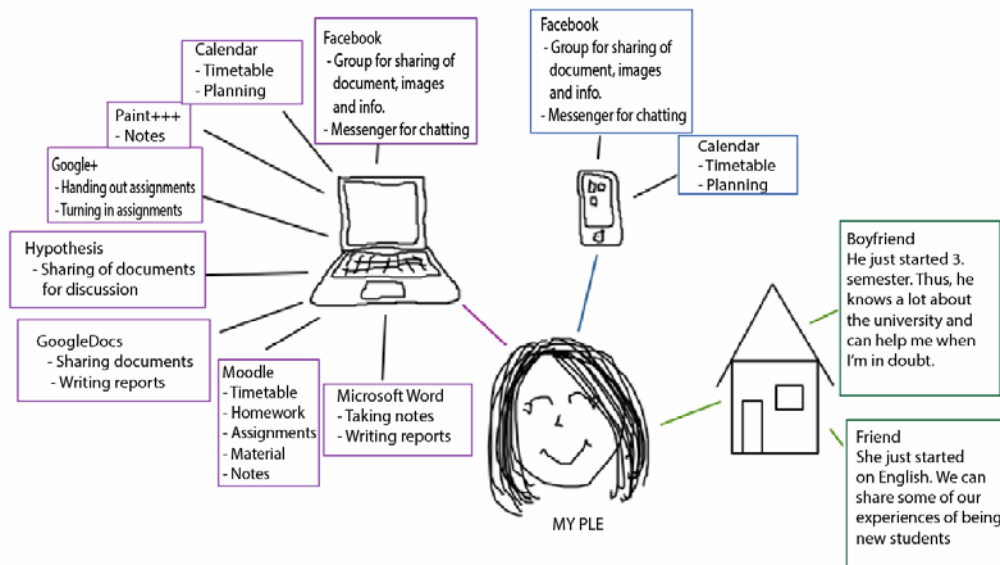 Calendar
- Timetable
- Planning
Facebook
- Group for sharing of
document, images
and info.
- Messenger for chatting
Facebook
- Group for sharing of
document, images
and info.
- Messenger for chatting
Paint+++
- Notes
Calendar
- Timetable
- Planning
Google+
- Handing out assignments
- Turning in assignments
Hypothesis
- Sharing of documents
for discussion
Boyfriend
He just started 3.
semester. Thus, he
knows a lot about
the university and
can help me when
I'm in doubt.
GoogleDocs
- Sharing documents
- Writing reports
Moodle
- Timetable
- Homework
- Assignments
- Material
- Notes
Microsoft Word
- Taking notes
- Writing reports
Friend
She just started
on English. We can
share some of our
experiences of being
new students
MY PLE